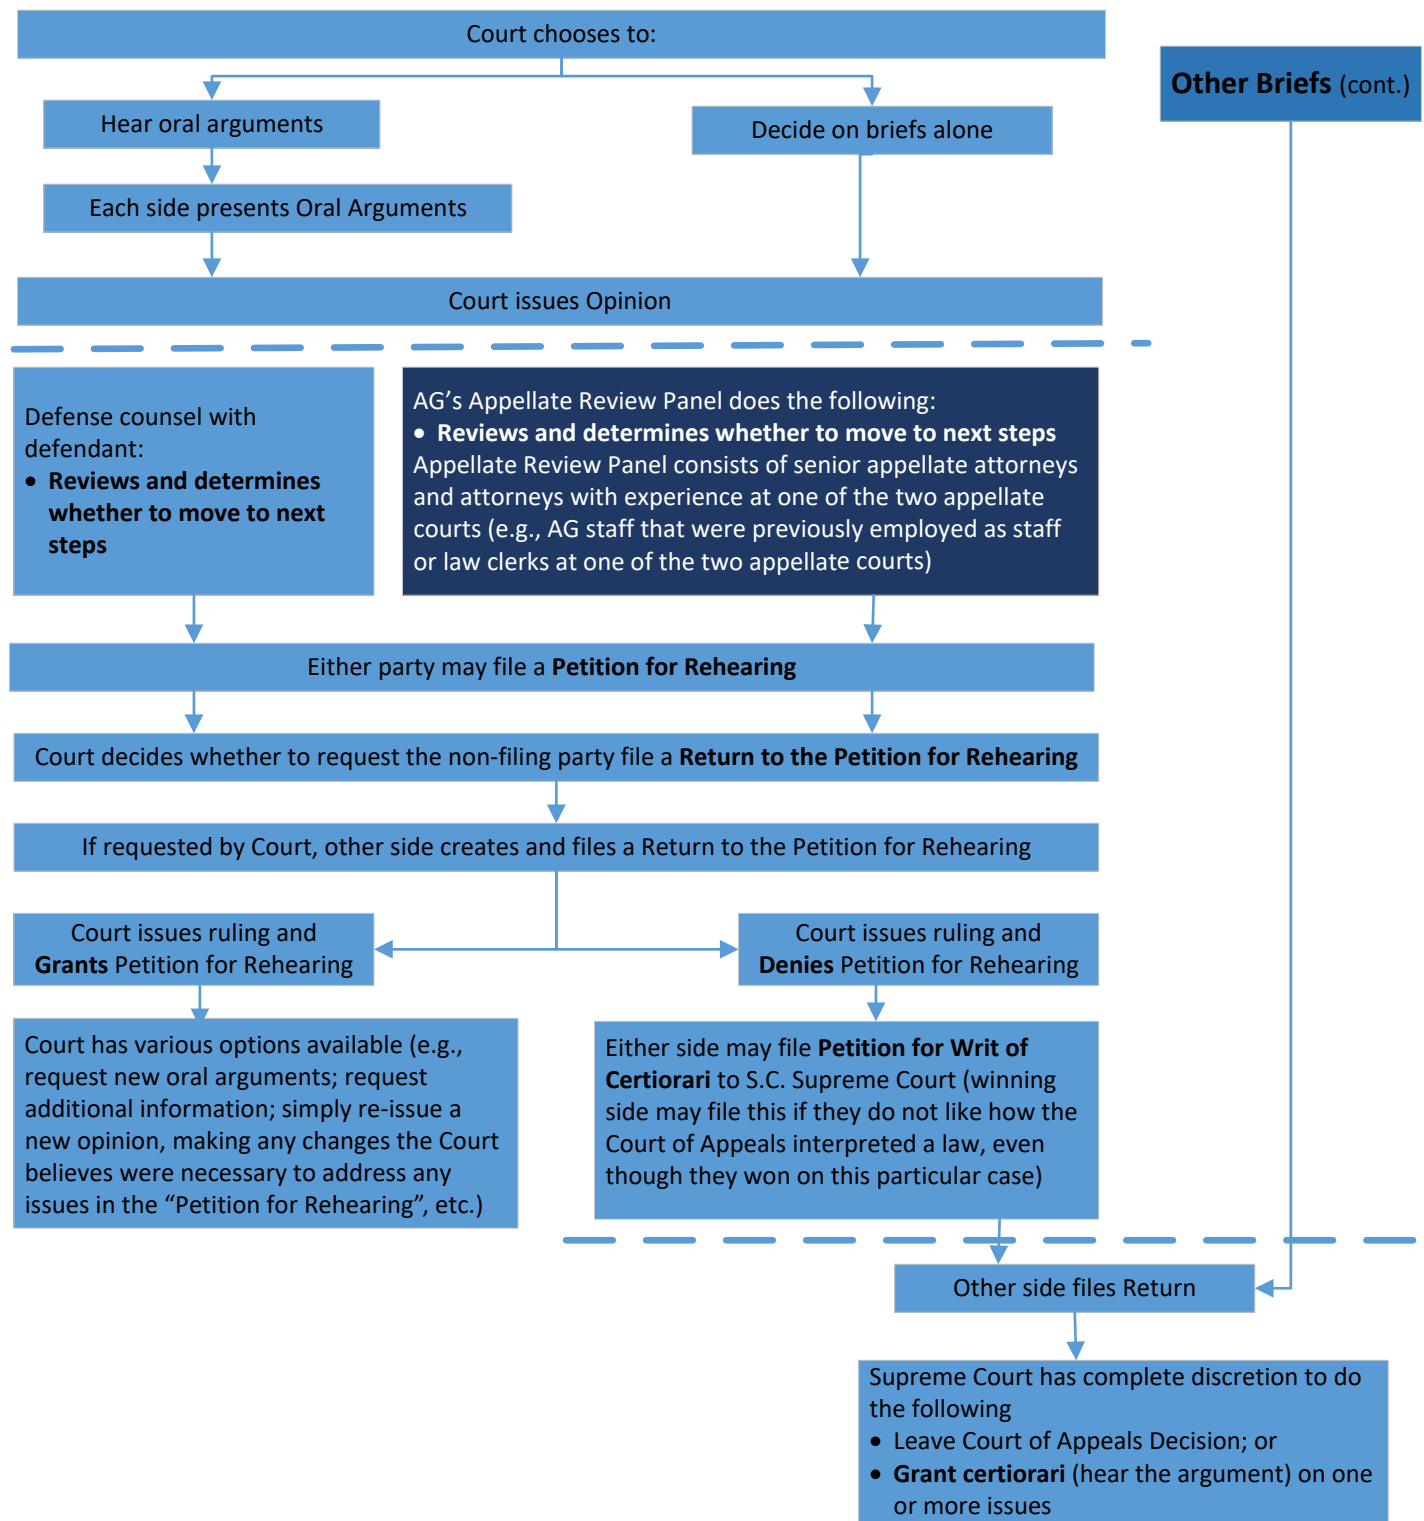 Court chooses to:
Other Briefs (cont.)
Hear oral arguments
Decide on briefs alone
Each side presents Oral Arguments
Court issues Opinion
Defense counsel with
defendant:
• Reviews and determines
whether to move to next
steps
AG's Appellate Review Panel does the following:
• Reviews and determines whether to move to next steps
Appellate Review Panel consists of senior appellate attorneys
and attorneys with experience at one of the two appellate
courts (e.g., AG staff that were previously employed as staff
or law clerks at one of the two appellate courts)
Either party may file a Petition for Rehearing
Court decides whether to request the non-filing party file a Return to the Petition for Rehearing
If requested by Court, other side creates and files a Return to the Petition for Rehearing
Court issues ruling and
Grants Petition for Rehearing
Court issues ruling and
Denies Petition for Rehearing
Court has various options available (e.g.,
request new oral arguments; request
additional information; simply re-issue a
new opinion, making any changes the Court
believes were necessary to address any
issues in the “Petition for Rehearing”, etc.)
Either side may file Petition for Writ of
Certiorari to S.C. Supreme Court (winning
side may file this if they do not like how the
Court of Appeals interpreted a law, even
though they won on this particular case)
Other side files Return
Supreme Court has complete discretion to do
the following
• Leave Court of Appeals Decision; or
• Grant certiorari (hear the argument) on one
or more issues